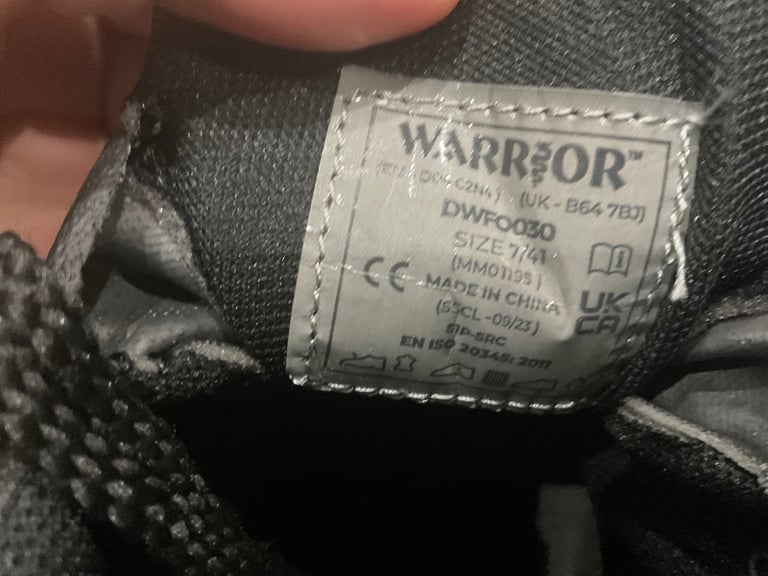 WARRIOR™
(UK - B64 7BJ)
DWFO030
SIZE 7/41
(MM01195)
CE MADE IN CHINA
UK
CA
(SSCL -09/23)
S1P-SRC
EN ISO 20345: 2011